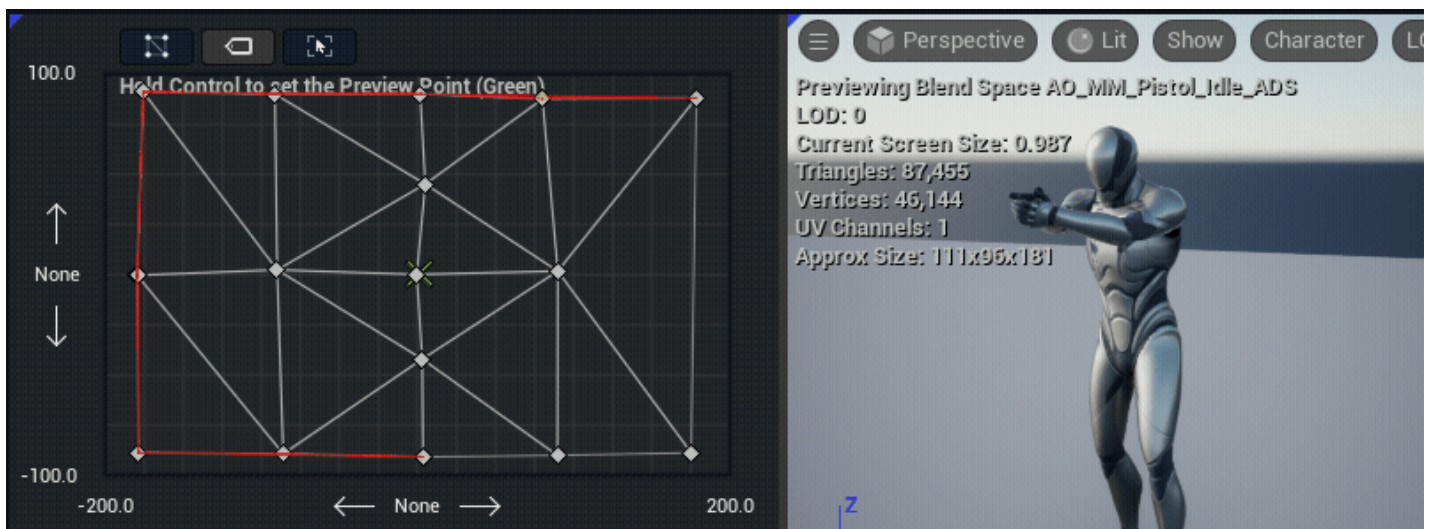 100.0
Hold Control to set the Preview Point (Green)
None
-100.0
-200.0
None
200.0
Perspective
Lit
Show
Character
LO
Previewing Blend Space AO_MM_Pistol_Idle_ADS
LOD: 0
Current Screen Size: 0.987
Triangles: 87,455
Vertices: 46,144
UV Channels: 1
Approx Size: 111x96x181
Z